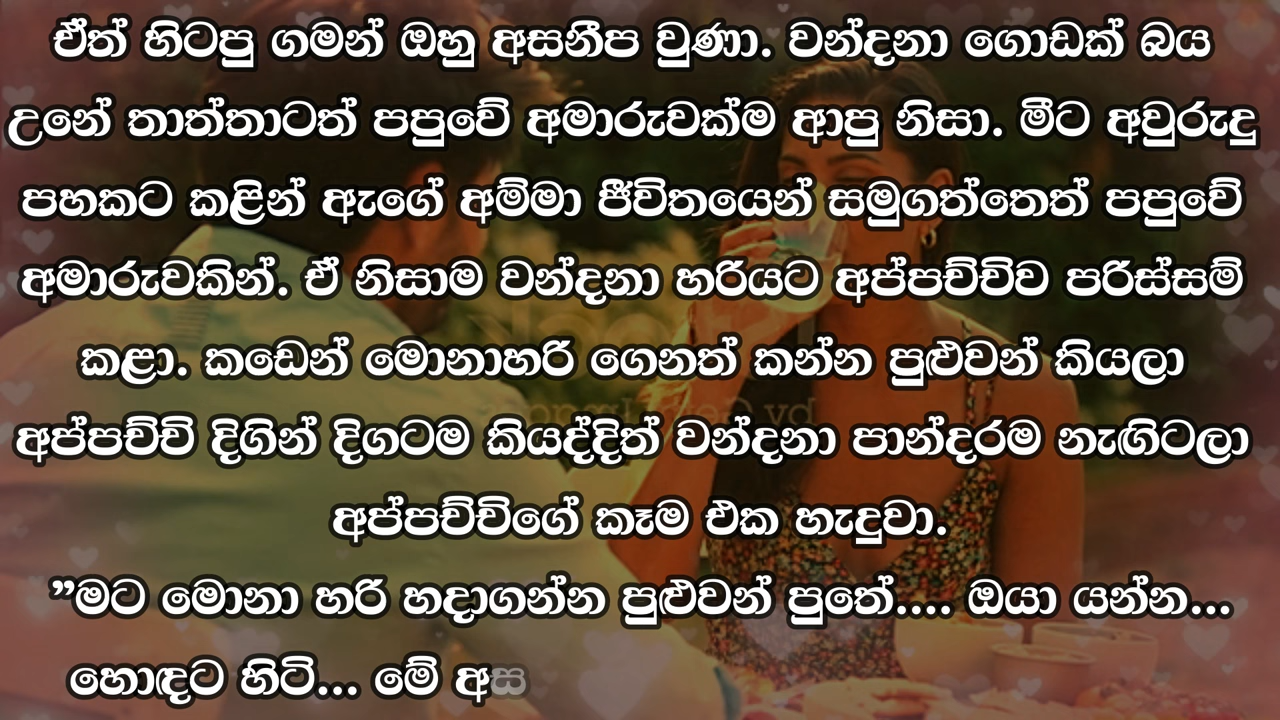 ඒත් හිටපු ගමන් ඔහු අසනීප වුණා. වන්දනා ගොඩක් බය
උනේ තාත්තාටත් පපුවේ අමාරුවක්ම ආපු නිසා. මීට අවුරුදු
පහකට කළින් ඇගේ අම්මා ජීවිතයෙන් සමුගත්තෙත් පපුවේ
අමාරුවකින්. ඒ නිසාම වන්දනා හරියට අප්පච්චිව පරිස්සම්
කළා. කඩෙන් මොනාහරි ගෙනත් කන්න පුළුවන් කියලා
අප්පච්චි දිගින් දිගටම කියද්දිත් වන්දනා පාන්දරම නැඟිටලා
අප්පච්චිගේ කෑම එක හැදුවා.
”මට මොනා හරි හදාගන්න පුළුවන් පුතේ.... ඔයා යන්න...
හොඳට හිටි... මේ අස